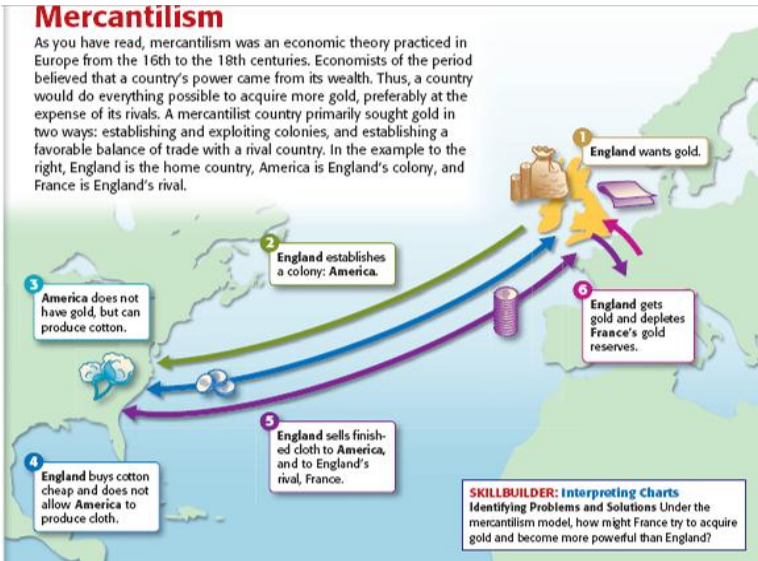 Mercantilism
As you have read, mercantilism was an economic theory practiced in
Europe from the 16th to the 18th centuries. Economists of the period
believed that a country's power came from its wealth. Thus, a country
would do everything possible to acquire more gold, preferably at the
expense of its rivals. A mercantilist country primarily sought gold in
two ways: establishing and exploiting colonies, and establishing a
favorable balance of trade with a rival country. In the example to the
right, England is the home country, America is England's colony, and
France is England's rival.
1
England wants gold.
2
England establishes
a colony: America.
3
America does not
have gold, but can
produce cotton.
4
England buys cotton
cheap and does not
allow America to
produce cloth.
5
England sells finish-
ed cloth to America,
and to England's
rival, France.
6
England gets
gold and depletes
France's gold
reserves.
SKILLBUILDER: Interpreting Charts
Identifying Problems and Solutions Under the
mercantilism model, how might France try to acquire
gold and become more powerful than England?